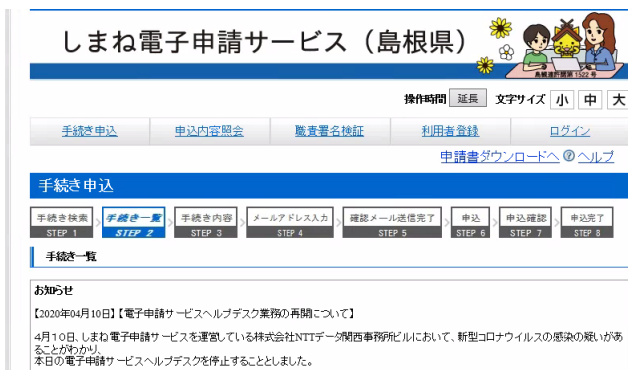 しまね電子申請サービス（島根県）
島観連許諾第1522号
操作時間 延長 文字サイズ 小 中 大
手続き申込 申込内容照会 職責署名検証 利用者登録 ログイン
申請書ダウンロードへ ?ヘルプ
手続き申込
手続き検索 手続き一覧 手続き内容 メールアドレス入力 確認メール送信完了 申込 申込確認 申込完了
STEP 1 STEP 2 STEP 3 STEP 4 STEP 5 STEP 6 STEP 7 STEP 8
手続き一覧
お知らせ
【2020年04月10日】【電子申請サービスヘルプデスク業務の再開について】
4月10日、しまね電子申請サービスを運営している株式会社NTTデータ関西事務所ビルにおいて、新型コロナウイルスの感染の疑いがあ
ることがわかり、
本日の電子申請サービスヘルプデスクを停止することとしました。